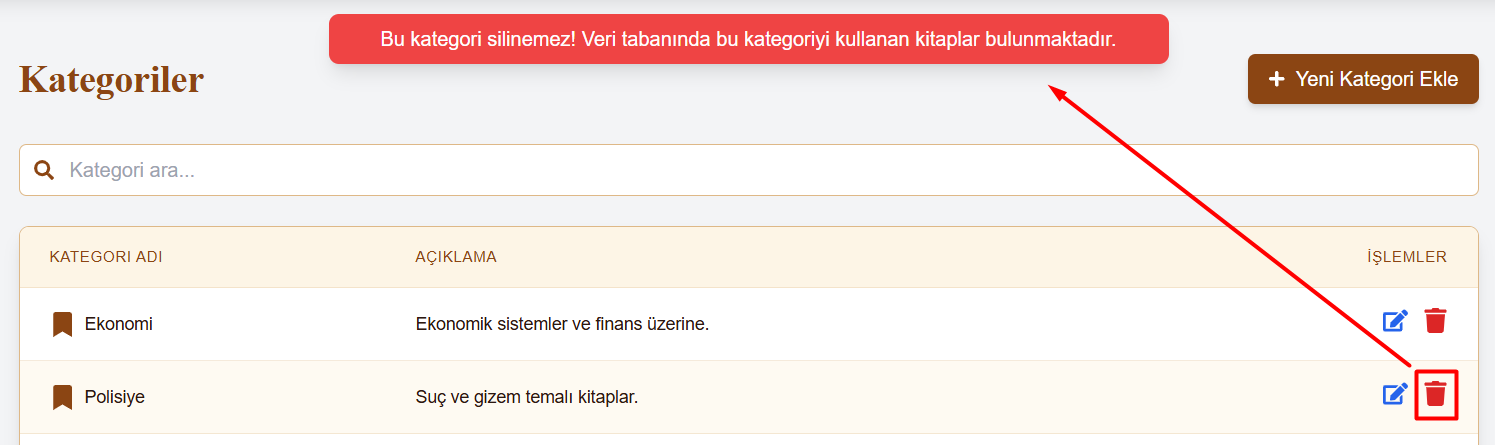 Bu kategori silinemez! Veri tabanında bu kategoriyi kullanan kitaplar bulunmaktadır.
Kategoriler
Yeni Kategori Ekle
Kategori ara...
KATEGORI ADI AÇIKLAMA İŞLEMLER
Ekonomi Ekonomik sistemler ve finans üzerine.
Polisiye Suç ve gizem temalı kitaplar.